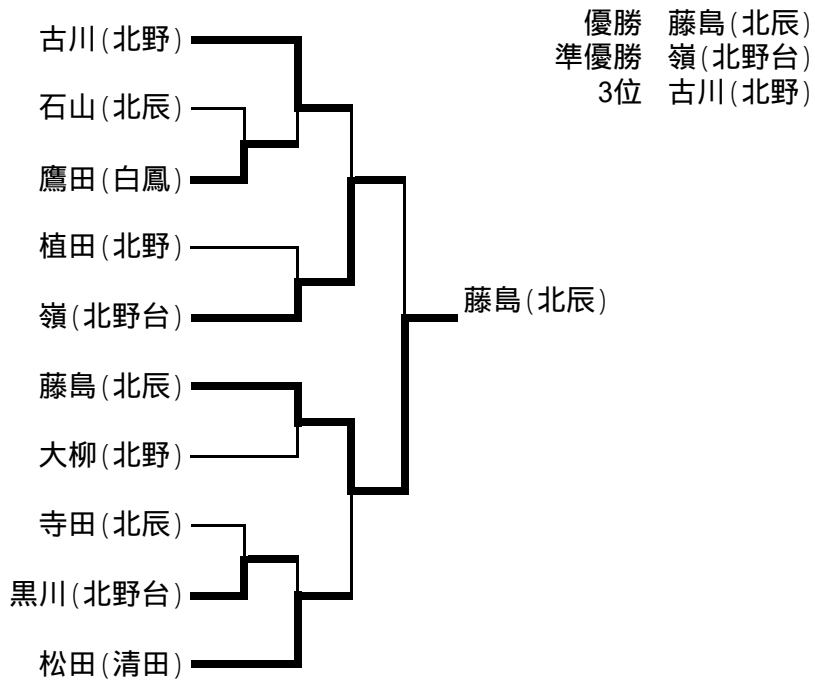 優勝 藤島(北辰)
準優勝 嶺(北野台)
3位 古川(北野)
古川(北野)
石山(北辰)
鷹田(白鳳)
植田(北野)
嶺(北野台)
藤島(北辰)
藤島(北辰)
大柳(北野)
寺田(北辰)
黒川(北野台)
松田(清田)